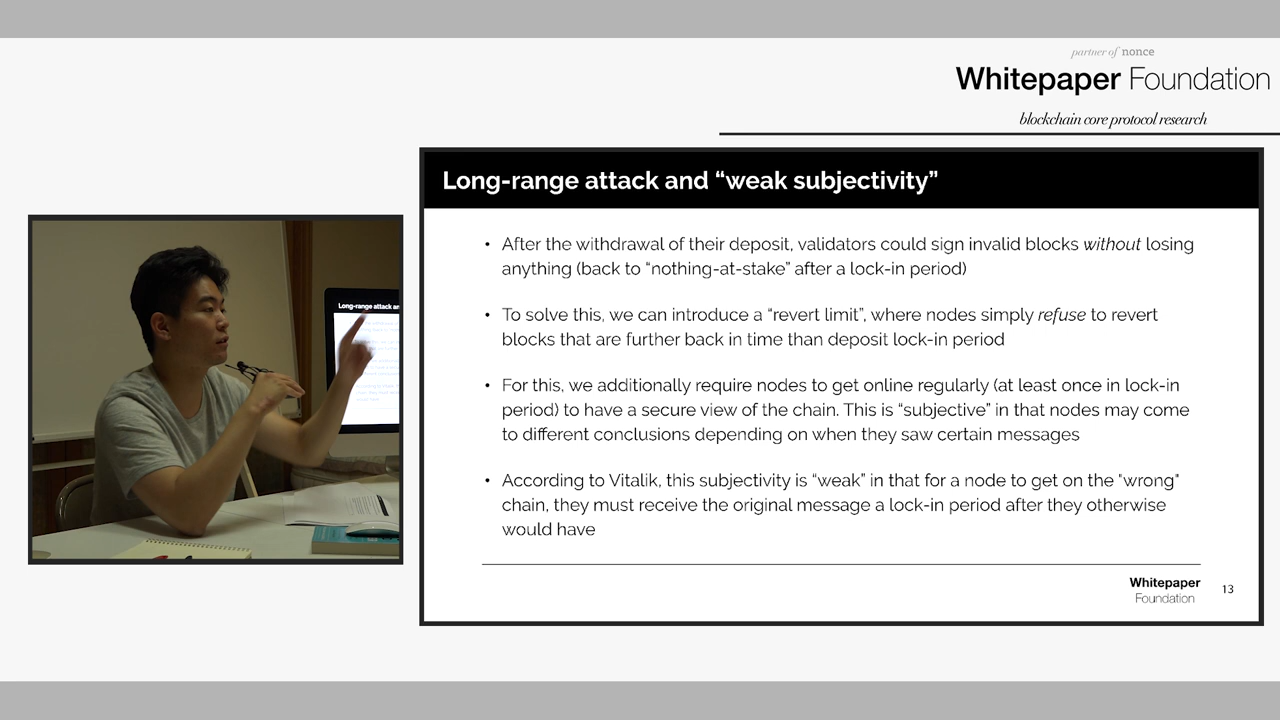 partner of nonce
Whitepaper Foundation
blockchain core protocol research
Long-range attack and “weak subjectivity”
• After the withdrawal of their deposit, validators could sign invalid blocks without losing
anything (back to “nothing-at-stake” after a lock-in period)
• To solve this, we can introduce a “revert limit”, where nodes simply refuse to revert
blocks that are further back in time than deposit lock-in period
• For this, we additionally require nodes to get online regularly (at least once in lock-in
period) to have a secure view of the chain. This is “subjective” in that nodes may come
to different conclusions depending on when they saw certain messages
• According to Vitalik, this subjectivity is “weak” in that for a node to get on the "wrong"
chain, they must receive the original message a lock-in period after they otherwise
would have
Whitepaper
Foundation
13
Long-range attack an